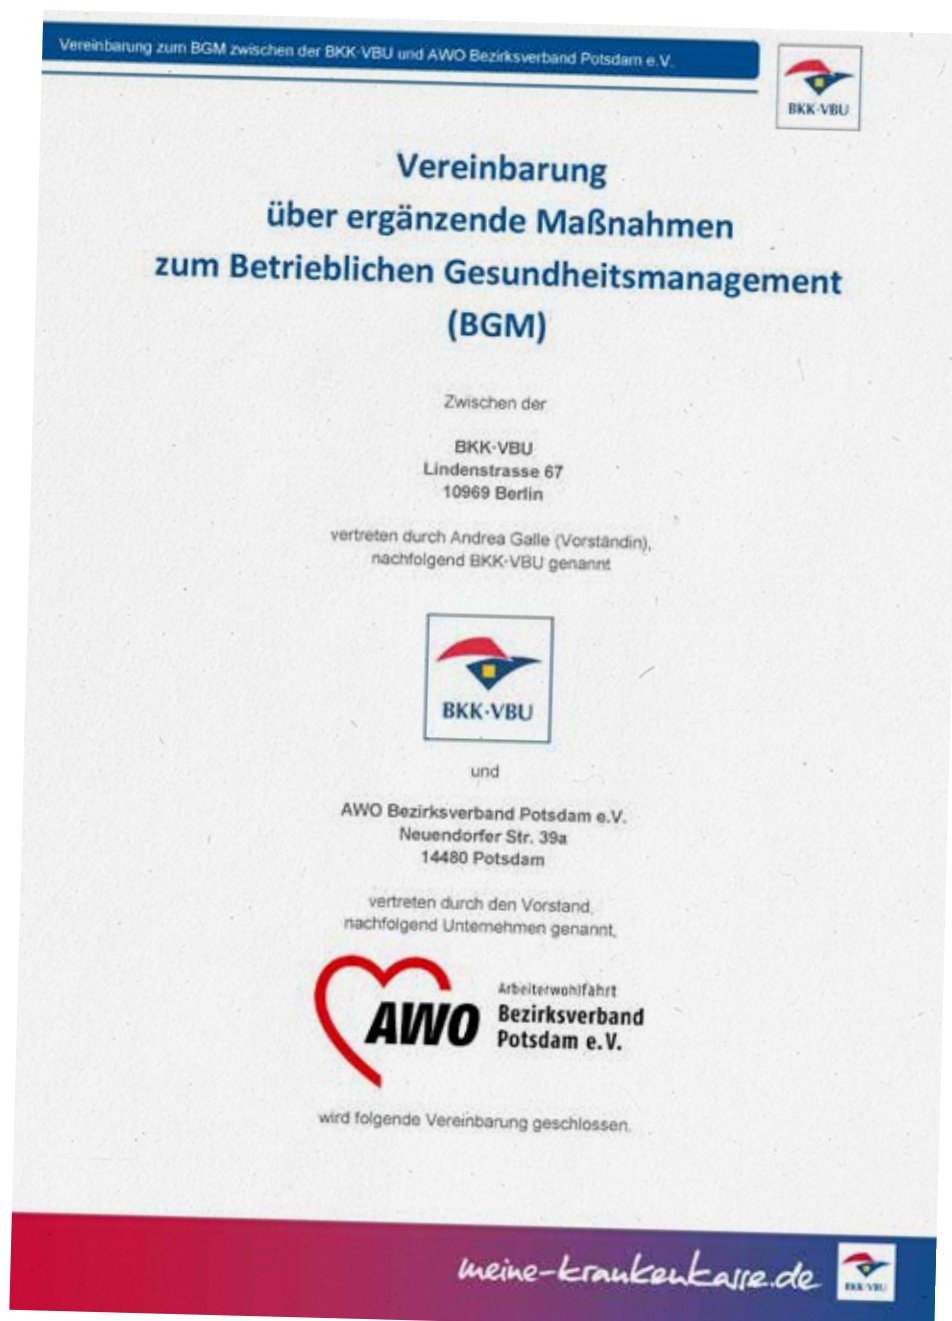 Vereinbarung zum BGM zwischen der BKK·VBU und AWO Bezirksverband Potsdam e.V.
BKK·VBU
Vereinbarung
über ergänzende Maßnahmen
zum Betrieblichen Gesundheitsmanagement
(BGM)
Zwischen der
BKK·VBU
Lindenstrasse 67
10969 Berlin
vertreten durch Andrea Galle (Vorständin),
nachfolgend BKK·VBU genannt
BKK·VBU
und
AWO Bezirksverband Potsdam e.V.
Neuendorfer Str. 39a
14480 Potsdam
vertreten durch den Vorstand,
nachfolgend Unternehmen genannt,
AWO
Arbeiterwohlfahrt
Bezirksverband
Potsdam e.V.
wird folgende Vereinbarung geschlossen.
meine-krankenkasse.de
BKK·VBU